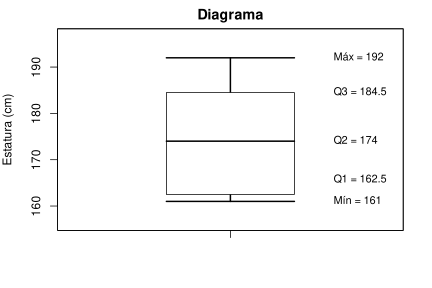 Diagrama
Estatura (cm)
190
180
170
160
Máx = 192
Q3 = 184.5
Q2 = 174
Q1 = 162.5
Mín = 161